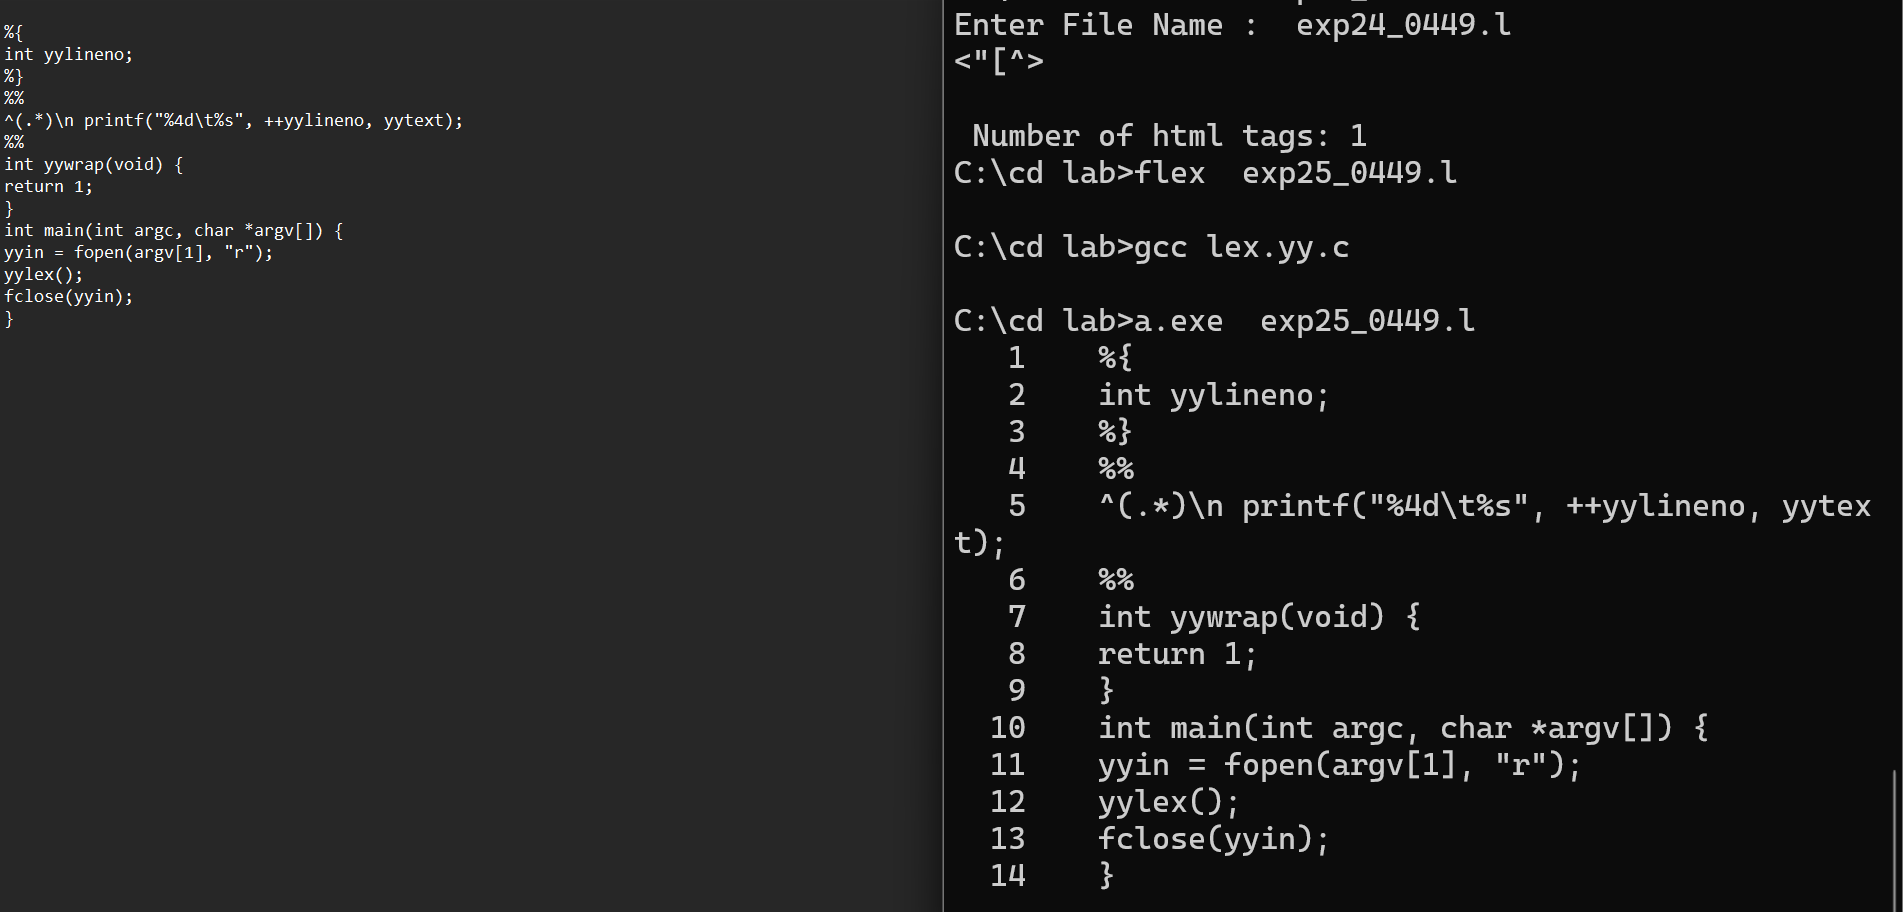 %{
int yylineno;
%}
%%
^(.*)\n printf("%4d\t%s", ++yylineno, yytext);
%%
int yywrap(void) {
return 1;
}
int main(int argc, char *argv[]) {
yyin = fopen(argv[1], "r");
yylex();
fclose(yyin);
}
Enter File Name :  exp24_0449.l
<"[^>

 Number of html tags: 1
C:\cd lab>flex  exp25_0449.l

C:\cd lab>gcc lex.yy.c

C:\cd lab>a.exe  exp25_0449.l
   1    %{
   2    int yylineno;
   3    %}
   4    %%
   5    ^(.*)\n printf("%4d\t%s", ++yylineno, yytex
t);
   6    %%
   7    int yywrap(void) {
   8    return 1;
   9    }
  10    int main(int argc, char *argv[]) {
  11    yyin = fopen(argv[1], "r");
  12    yylex();
  13    fclose(yyin);
  14    }